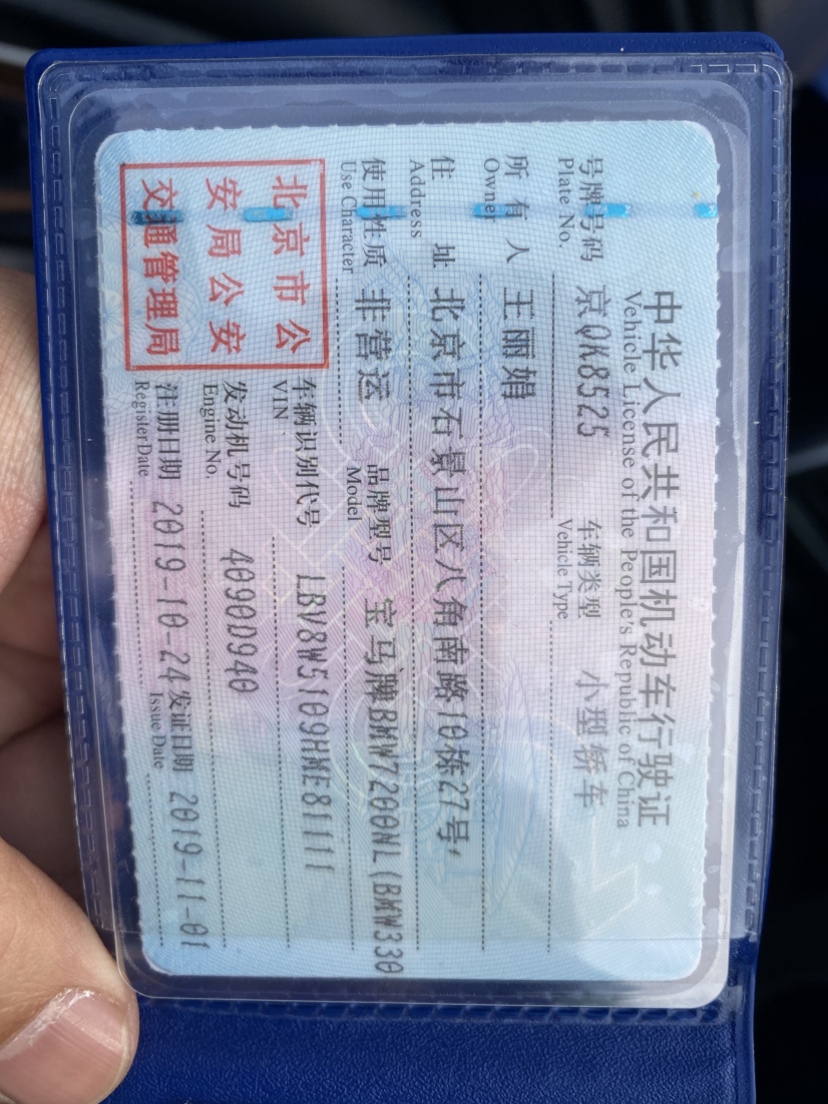 中华人民共和国机动车行驶证
Vehicle License of the People's Republic of China
号牌号码 京QK8525 车辆类型 小型轿车
Plate No. Vehicle Type
所有人 王丽娟
Owner
住址 北京市石景山区八角南路10栋27号,
Address
使用性质 非营运 品牌型号 宝马牌BMW7200NL(BMW330
Use Character Model
北京市公
安局公安
交通管理局
车辆识别代号 LBV8W5109HME81111
VIN
发动机号码 4090D940
Engine No.
注册日期 2019-10-24 发证日期 2019-11-01
Register Date Issue Date